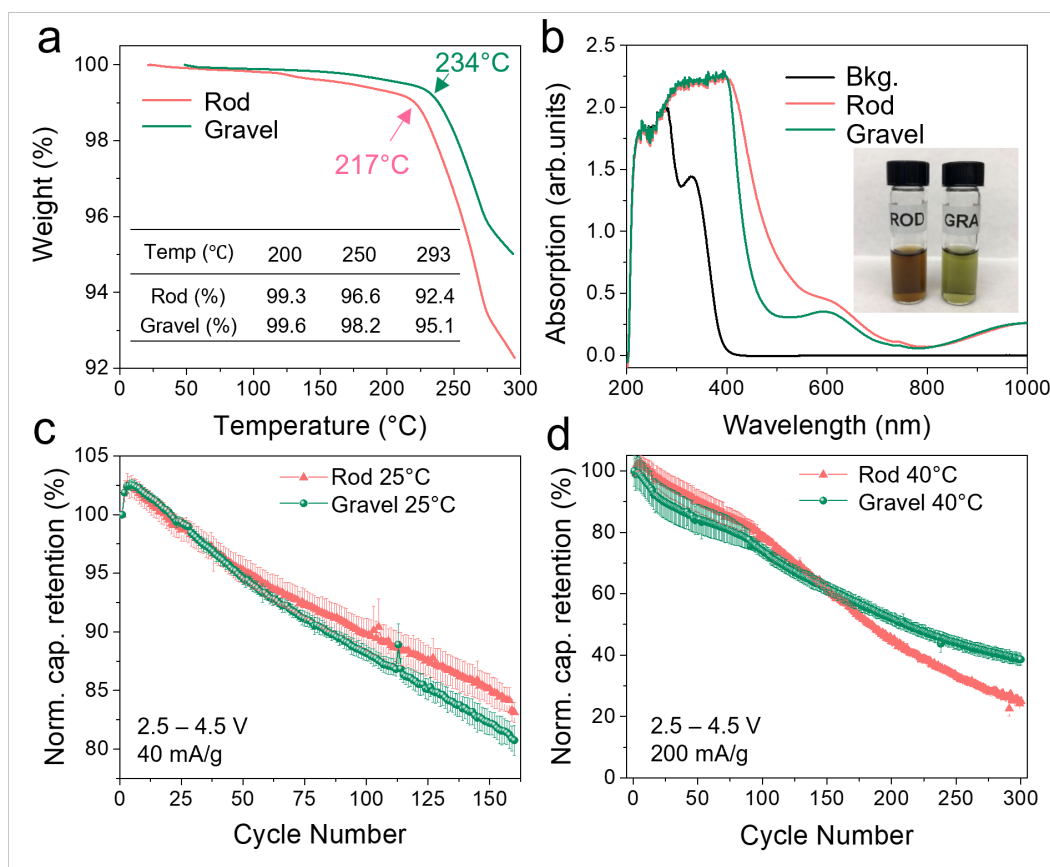 a
100
98
96
94
92
0
50
100
150
200
250
300
Weight (%)
Temperature (°C)
Rod
Gravel
234°C
217°C
Temp (℃) 200 250 293
Rod (%) 99.3 96.6 92.4
Gravel (%) 99.6 98.2 95.1
b
2.5
2.0
1.5
1.0
0.5
0.0
200
400
600
800
1000
Absorption (arb.units)
Wavelength (nm)
Bkg.
Rod
Gravel
ROD
GRA
c
105
100
95
90
85
80
0
25
50
75
100
125
150
Norm. cap. retention (%)
Cycle Number
Rod 25°C
Gravel 25°C
2.5 – 4.5 V
40 mA/g
d
100
80
60
40
20
0
0
50
100
150
200
250
300
Norm. cap. retention (%)
Cycle Number
Rod 40°C
Gravel 40°C
2.5 – 4.5 V
200 mA/g